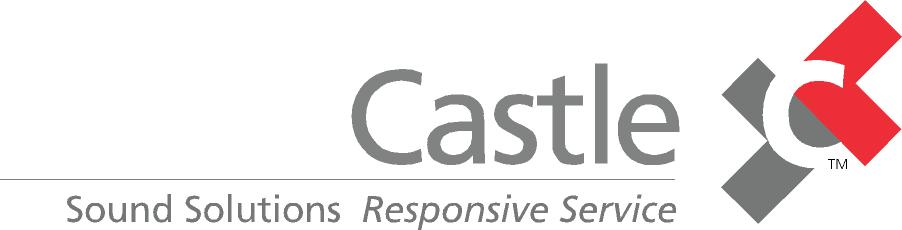 Castle
C
TM
Sound Solutions Responsive Service